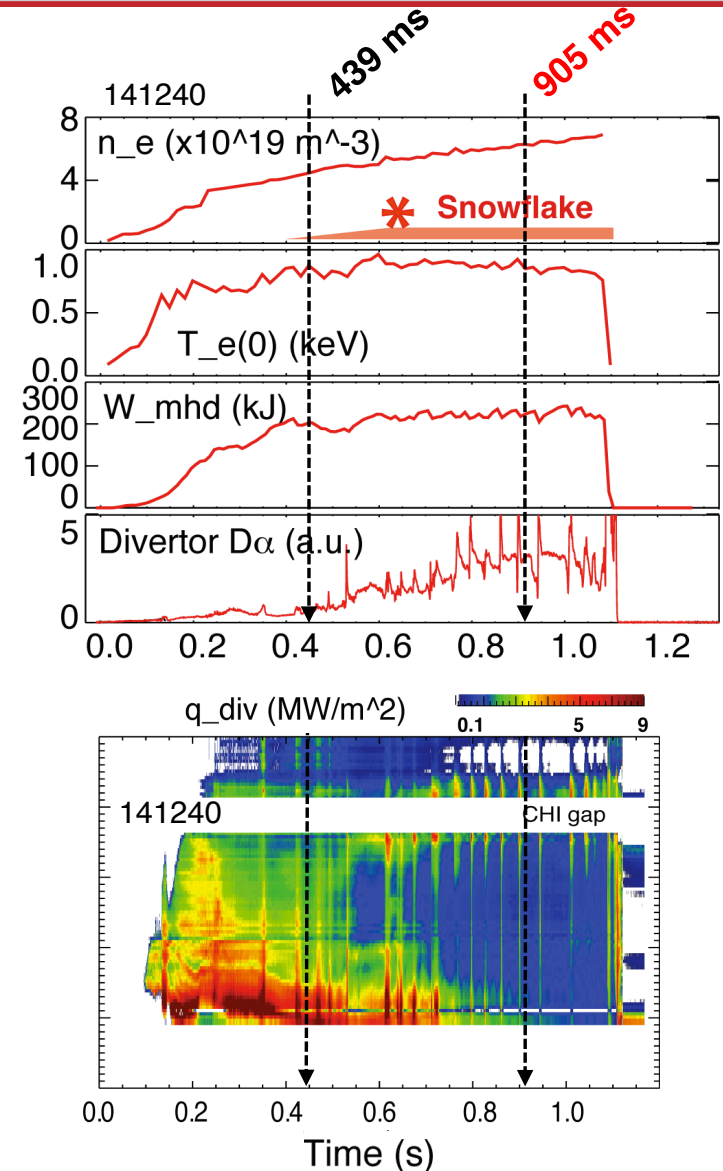 439 ms
905 ms
141240
n_e (x10^19 m^-3)
8
4
0
* Snowflake
1.0
0.5
0.0
T_e(0) (keV)
300
200
100
0
W_mhd (kJ)
5
0
Divertor Dα (a.u.)
0.0 0.2 0.4 0.6 0.8 1.0 1.2
q_div (MW/m^2)
0.1 5 9
141240
CHI gap
0.0 0.2 0.4 0.6 0.8 1.0
Time (s)